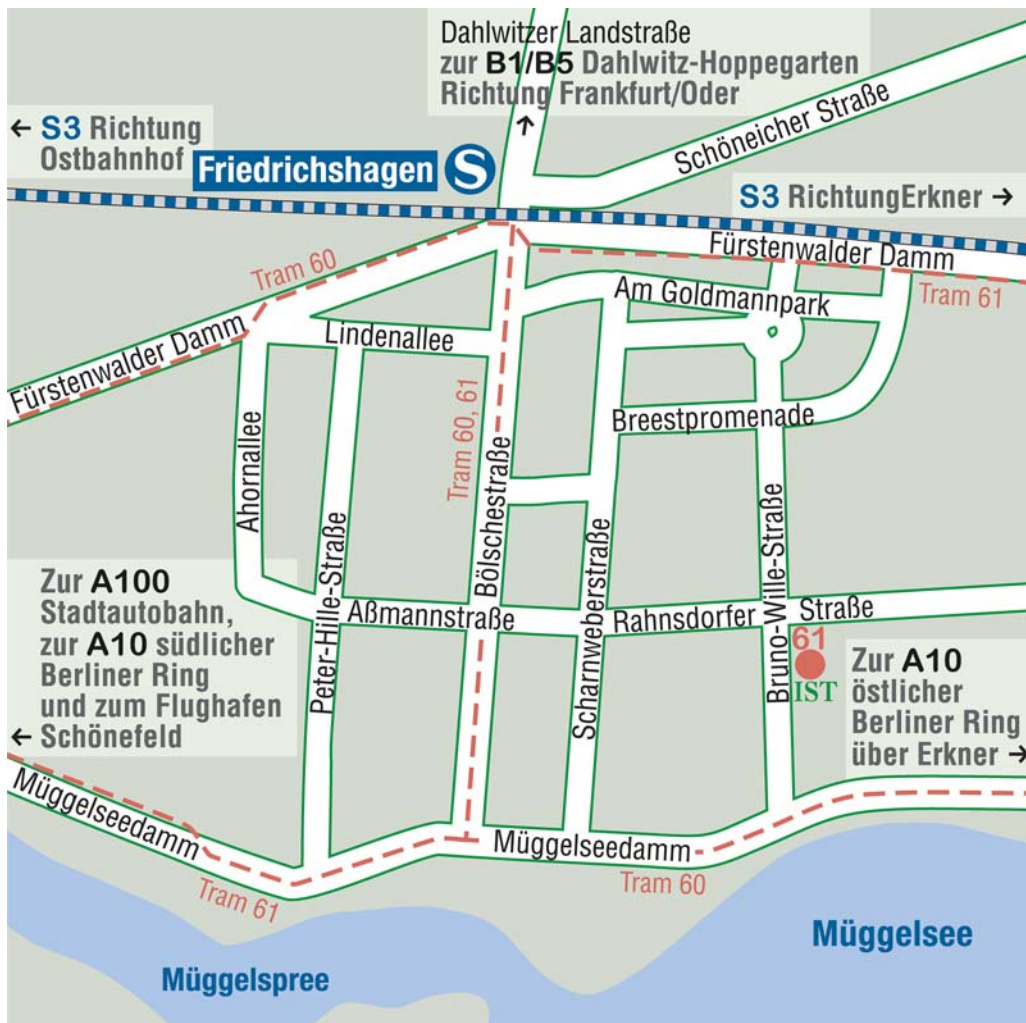 Dahlwitzer Landstraße
zur B1/B5 Dahlwitz-Hoppegarten
Richtung Frankfurt/Oder
← S3 Richtung
Ostbahnhof
Friedrichshagen S
Schöneicher Straße
S3 RichtungErkner →
Fürstenwalder Damm
Tram 60
Tram 61
Am Goldmannpark
Fürstenwalder Damm
Lindenallee
Tram 60, 61
Breestpromenade
Ahornallee
Peter-Hille-Straße
Bölschestraße
Scharnweberstraße
Bruno-Wille-Straße
Aßmannstraße
Rahnsdorfer Straße
Zur A100
Stadtautobahn,
zur A10 südlicher
Berliner Ring
und zum Flughafen
← Schönefeld
61
IST
Zur A10
östlicher
Berliner Ring
über Erkner →
Müggelseedamm
Müggelseedamm
Tram 61
Tram 60
Müggelsee
Müggelspree